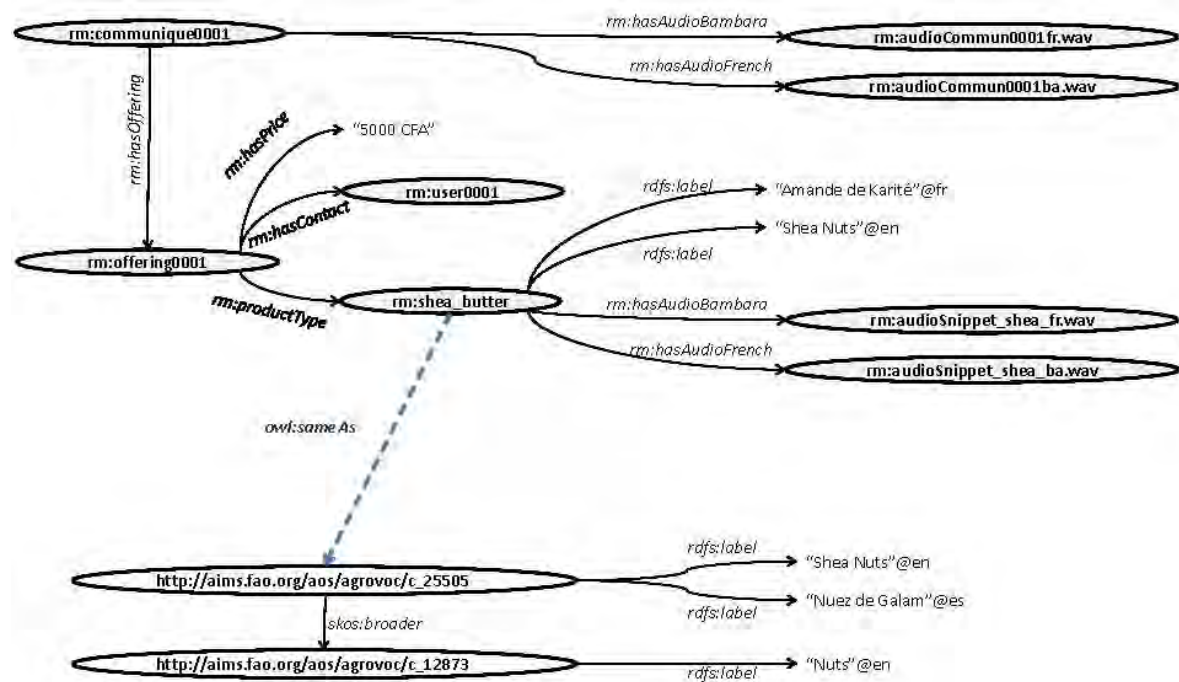 rm:hasAudioBambara
rm:communique0001
rm:audioCommun0001fr.wav
rm:hasAudioFrench
rm:audioCommun0001ba.wav
rm:hasOffering
rm:hasPrice
"5000 CFA"
rm:user0001
rm:hasContact
rm:offering0001
rm:productType
rm:shea_butter
rdfs:label
"Amande de Karité"@fr
"Shea Nuts"@en
rdfs:label
rm:hasAudioBambara
rm:audioSnippet_shea_fr.wav
rm:hasAudioFrench
rm:audioSnippet_shea_ba.wav
owl:sameAs
rdfs:label
"Shea Nuts"@en
http://aims.fao.org/aos/agrovoc/c_25505
"Nuez de Galam"@es
rdfs:label
skos:broader
http://aims.fao.org/aos/agrovoc/c_12873
"Nuts"@en
rdfs:label